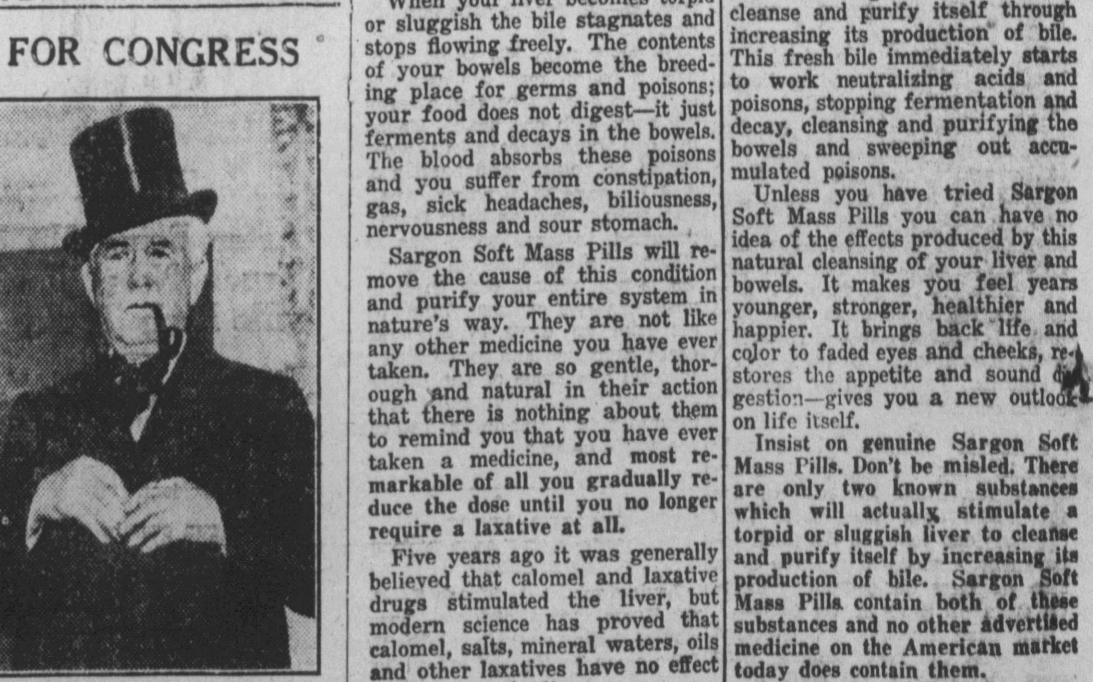 FOR CONGRESS
When your liver becomes torpid
or sluggish the bile stagnates and
stops flowing freely. The contents
of your bowels become the breed-
ing place for germs and poisons;
your food does not digest—it just
ferments and decays in the bowels.
The blood absorbs these poisons
and you suffer from constipation,
gas, sick headaches, biliousness,
nervousness and sour stomach.
Sargon Soft Mass Pills will re-
move the cause of this condition
and purify your entire system in
nature's way. They are not like
any other medicine you have ever
taken. They are so gentle, thor-
ough and natural in their action
that there is nothing about them
to remind you that you have ever
taken a medicine, and most re-
markable of all you gradually re-
duce the dose until you no longer
require a laxative at all.
Five years ago it was generally
believed that calomel and laxative
drugs stimulated the liver, but
modern science has proved that
calomel, salts, mineral waters, oils
and other laxatives have no effect
cleanse and purify itself through
increasing its production of bile.
This fresh bile immediately starts
to work neutralizing acids and
poisons, stopping fermentation and
decay, cleansing and purifying the
bowels and sweeping out accu-
mulated poisons.
Unless you have tried Sargon
Soft Mass Pills you can have no
idea of the effects produced by this
natural cleansing of your liver and
bowels. It makes you feel years
younger, stronger, healthier and
happier. It brings back life and
color to faded eyes and cheeks, re-
stores the appetite and sound di-
gestion—gives you a new outlook
on life itself.
Insist on genuine Sargon Soft
Mass Pills. Don't be misled. There
are only two known substances
which will actually stimulate a
torpid or sluggish liver to cleanse
and purify itself by increasing its
production of bile. Sargon Soft
Mass Pills contain both of these
substances and no other advertised
medicine on the American market
today does contain them.